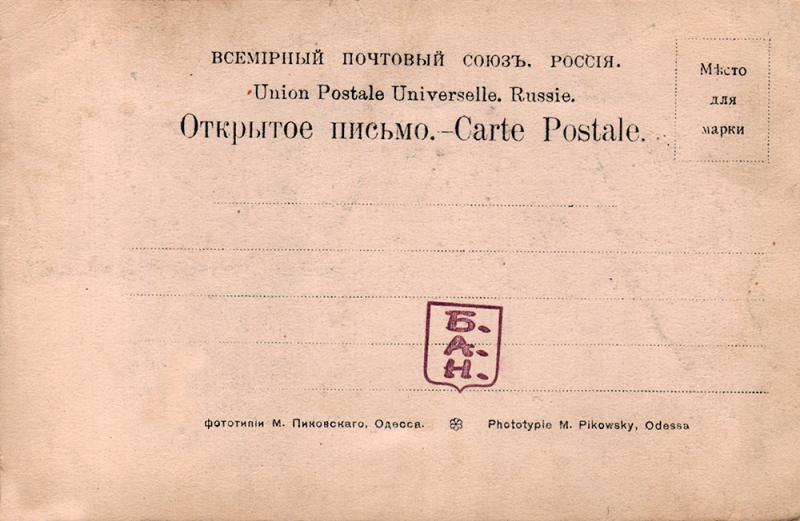 ВСЕМІРНЫЙ ПОЧТОВЫЙ СОЮЗЪ. РОССІЯ.
Union Postale Universelle. Russie.
Открытое письмо.-Carte Postale.
Мѣсто
для
марки
Б.
А.
Н.
фототипіи М. Пиковскаго, Одесса. Phototypie M. Pikowsky, Odessa